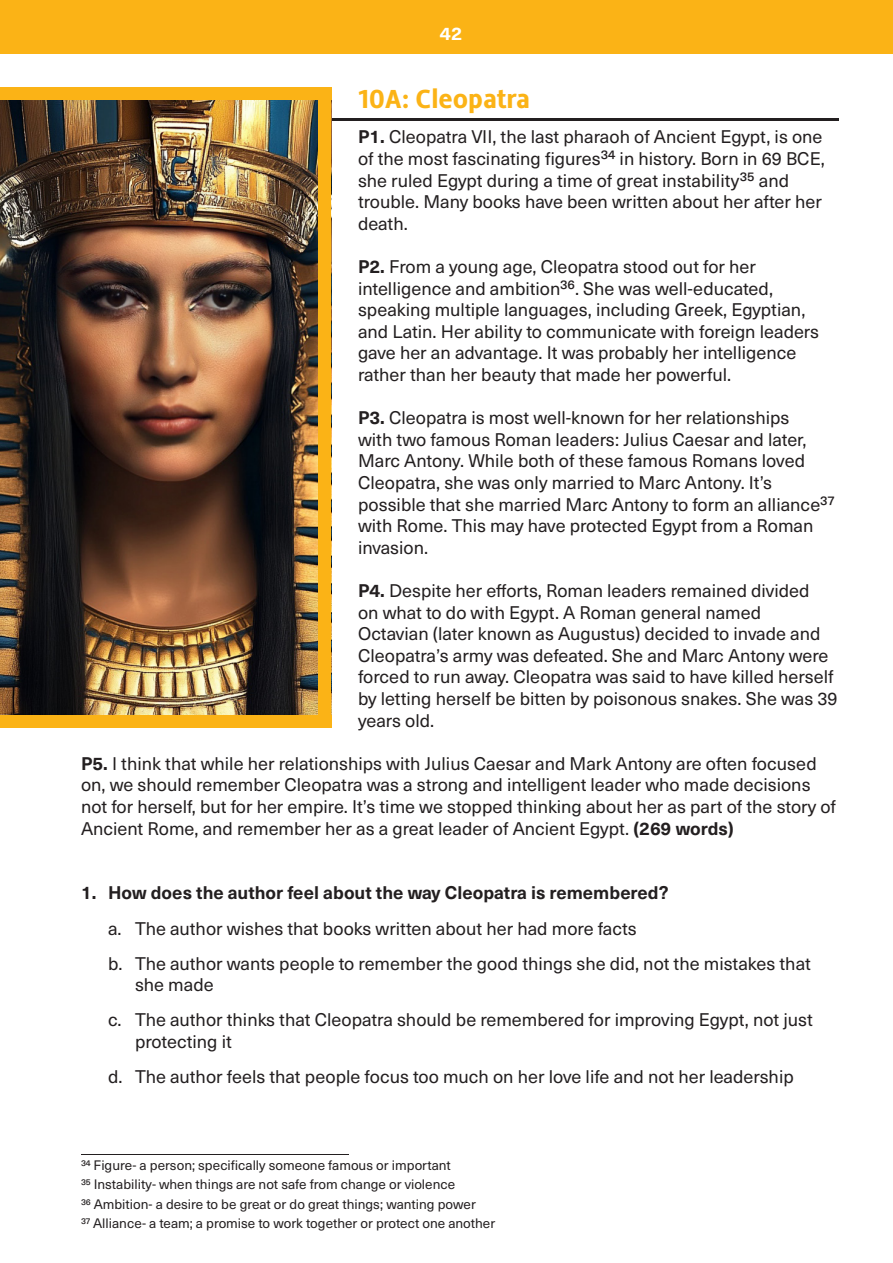 42
10A: Cleopatra
P1. Cleopatra VII, the last pharaoh of Ancient Egypt, is one
of the most fascinating figures³⁴ in history. Born in 69 BCE,
she ruled Egypt during a time of great instability³⁵ and
trouble. Many books have been written about her after her
death.
P2. From a young age, Cleopatra stood out for her
intelligence and ambition³⁶. She was well-educated,
speaking multiple languages, including Greek, Egyptian,
and Latin. Her ability to communicate with foreign leaders
gave her an advantage. It was probably her intelligence
rather than her beauty that made her powerful.
P3. Cleopatra is most well-known for her relationships
with two famous Roman leaders: Julius Caesar and later,
Marc Antony. While both of these famous Romans loved
Cleopatra, she was only married to Marc Antony. It’s
possible that she married Marc Antony to form an alliance³⁷
with Rome. This may have protected Egypt from a Roman
invasion.
P4. Despite her efforts, Roman leaders remained divided
on what to do with Egypt. A Roman general named
Octavian (later known as Augustus) decided to invade and
Cleopatra’s army was defeated. She and Marc Antony were
forced to run away. Cleopatra was said to have killed herself
by letting herself be bitten by poisonous snakes. She was 39
years old.
P5. I think that while her relationships with Julius Caesar and Mark Antony are often focused
on, we should remember Cleopatra was a strong and intelligent leader who made decisions
not for herself, but for her empire. It’s time we stopped thinking about her as part of the story of
Ancient Rome, and remember her as a great leader of Ancient Egypt. (269 words)
1. How does the author feel about the way Cleopatra is remembered?
a. The author wishes that books written about her had more facts
b. The author wants people to remember the good things she did, not the mistakes that
she made
c. The author thinks that Cleopatra should be remembered for improving Egypt, not just
protecting it
d. The author feels that people focus too much on her love life and not her leadership
³⁴ Figure- a person; specifically someone famous or important
³⁵ Instability- when things are not safe from change or violence
³⁶ Ambition- a desire to be great or do great things; wanting power
³⁷ Alliance- a team; a promise to work together or protect one another